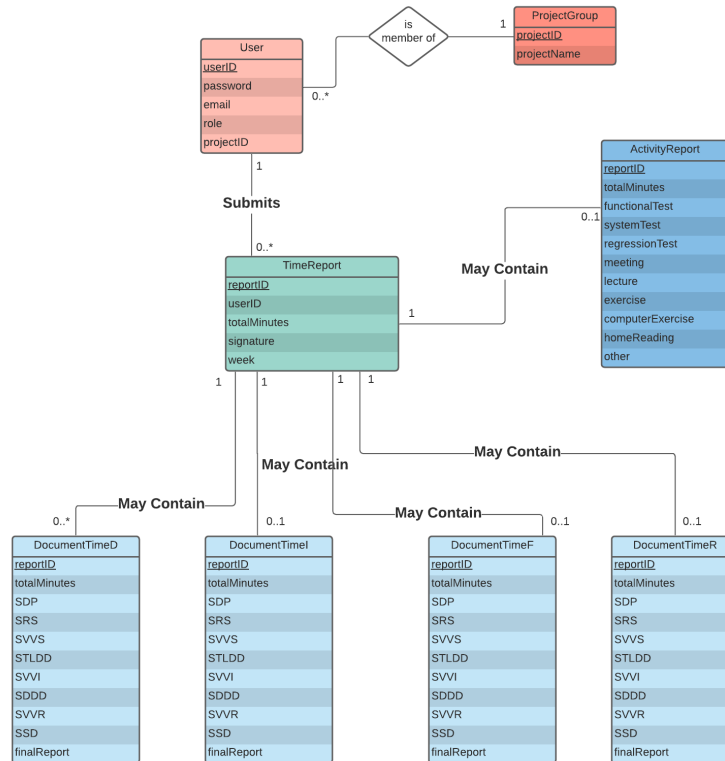 ProjectGroup
projectID
projectName
is
member of
1
User
userID
password
email
role
projectID
0..*
1
Submits
0..*
ActivityReport
reportID
totalMinutes
functionalTest
systemTest
regressionTest
meeting
lecture
exercise
computerExercise
homeReading
other
0..1
May Contain
1
TimeReport
reportID
userID
totalMinutes
signature
week
1
1
1
1
May Contain
May Contain
May Contain
May Contain
0..*
0..1
0..1
0..1
DocumentTimeD
reportID
totalMinutes
SDP
SRS
SVVS
STLDD
SVVI
SDDD
SVVR
SSD
finalReport
DocumentTimeI
reportID
totalMinutes
SDP
SRS
SVVS
STLDD
SVVI
SDDD
SVVR
SSD
finalReport
DocumentTimeF
reportID
totalMinutes
SDP
SRS
SVVS
STLDD
SVVI
SDDD
SVVR
SSD
finalReport
DocumentTimeR
reportID
totalMinutes
SDP
SRS
SVVS
STLDD
SVVI
SDDD
SVVR
SSD
finalReport